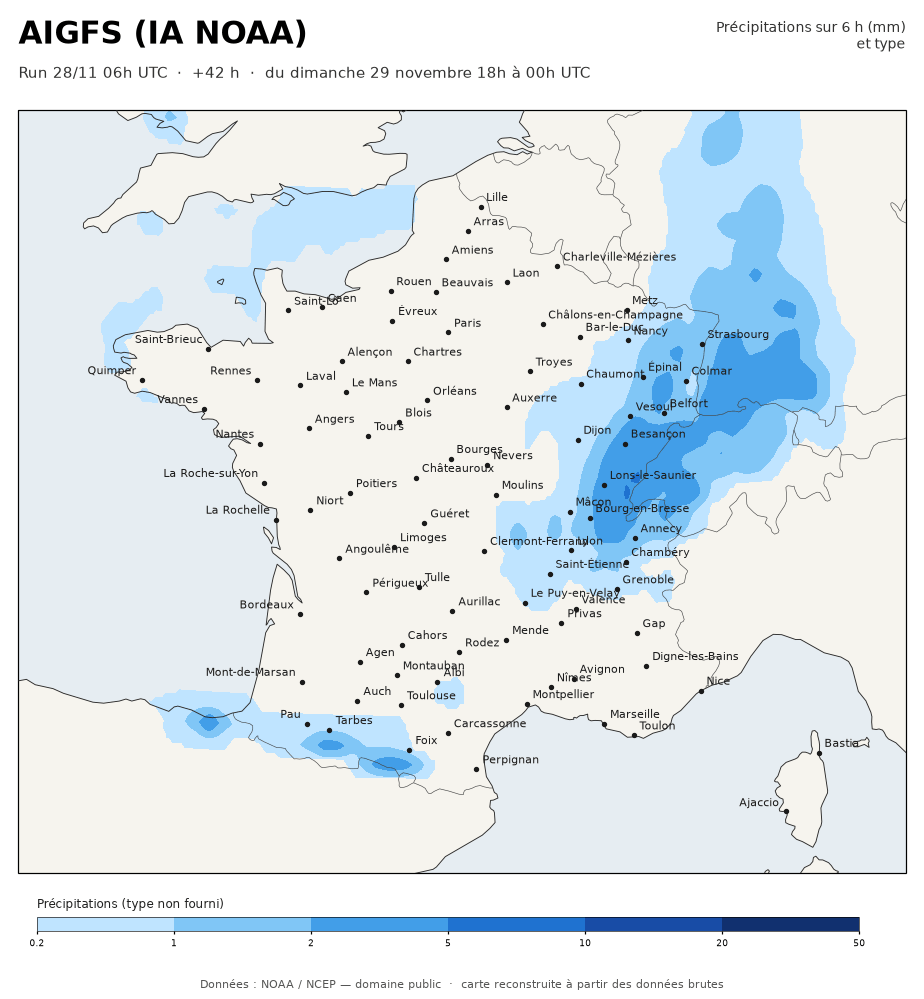 AIGFS (IA NOAA)
Précipitations sur 6 h (mm)
et type
Run 28/11 06h UTC · +42 h · du dimanche 29 novembre 18h à 00h UTC
Lille
Arras
Amiens
Charleville-Mézières
Laon
Rouen
Beauvais
Saint-Lô
Caen
Metz
Évreux
Châlons-en-Champagne
Paris
Bar-le-Duc
Nancy
Strasbourg
Saint-Brieuc
Alençon
Chartres
Troyes
Quimper
Rennes
Laval
Le Mans
Chaumont
Épinal
Colmar
Orléans
Vannes
Auxerre
Blois
Vesoul
Belfort
Angers
Tours
Nantes
Dijon
Besançon
Bourges
Nevers
La Roche-sur-Yon
Châteauroux
Lons-le-Saunier
Poitiers
Moulins
Niort
Mâcon
La Rochelle
Guéret
Bourg-en-Bresse
Annecy
Limoges
Clermont-Ferrand
Lyon
Angoulême
Chambéry
Saint-Étienne
Périgueux
Tulle
Grenoble
Le Puy-en-Velay
Valence
Bordeaux
Aurillac
Privas
Gap
Mende
Cahors
Rodez
Agen
Digne-les-Bains
Mont-de-Marsan
Montauban
Albi
Avignon
Nîmes
Nice
Auch
Toulouse
Montpellier
Pau
Tarbes
Carcassonne
Marseille
Toulon
Foix
Bastia
Perpignan
Ajaccio
Précipitations (type non fourni)
0.2 1 2 5 10 20 50
Données : NOAA / NCEP — domaine public · carte reconstruite à partir des données brutes